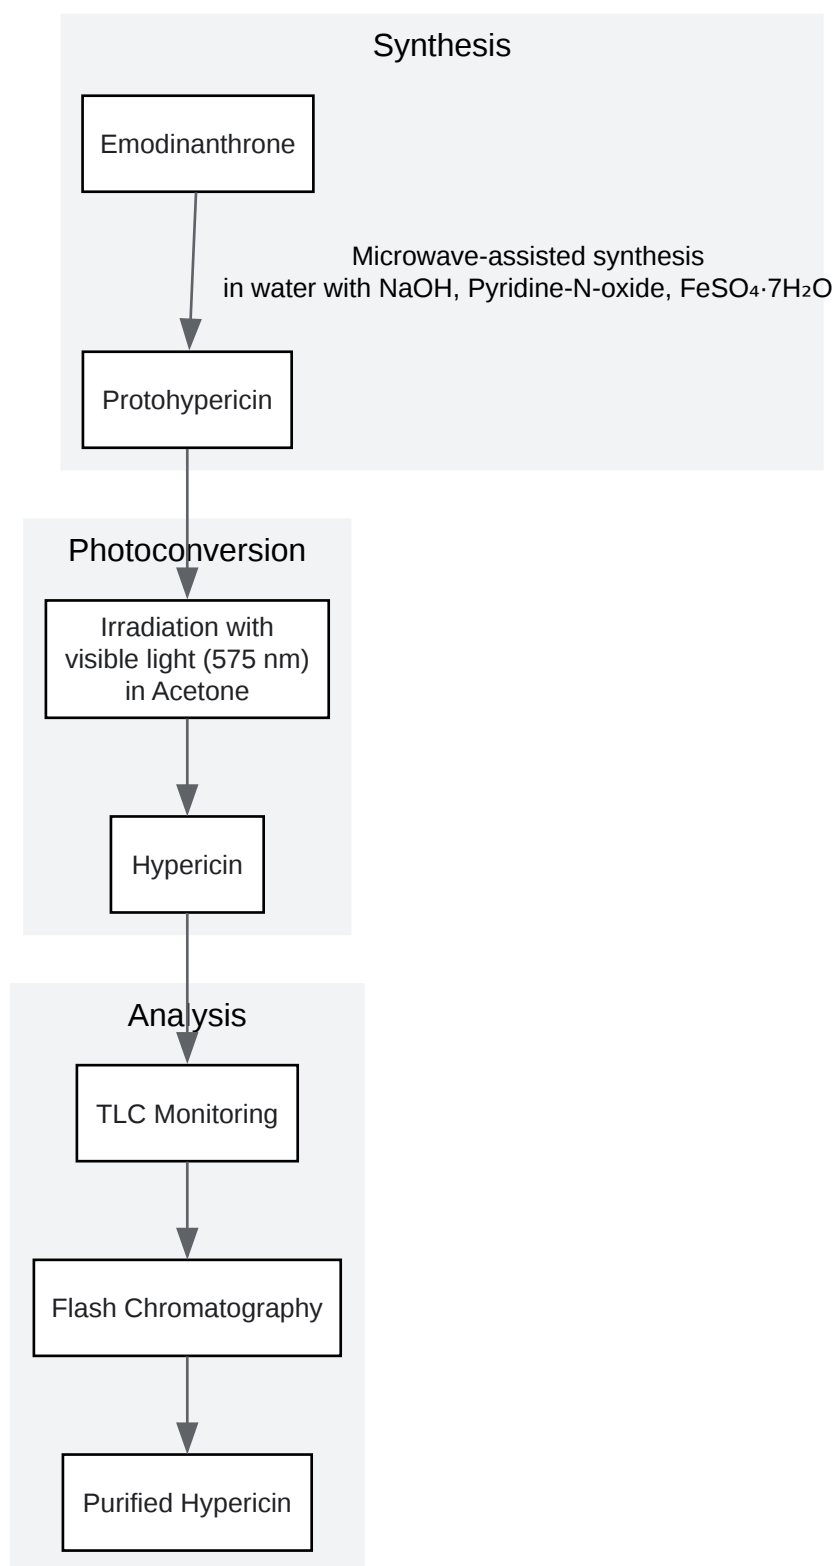 Synthesis
Emodinanthrone
Microwave-assisted synthesis
in water with NaOH, Pyridine-N-oxide, FeSO₄·7H₂O
Protohypericin
Photoconversion
Irradiation with
visible light (575 nm)
in Acetone
Hypericin
Analysis
TLC Monitoring
Flash Chromatography
Purified Hypericin